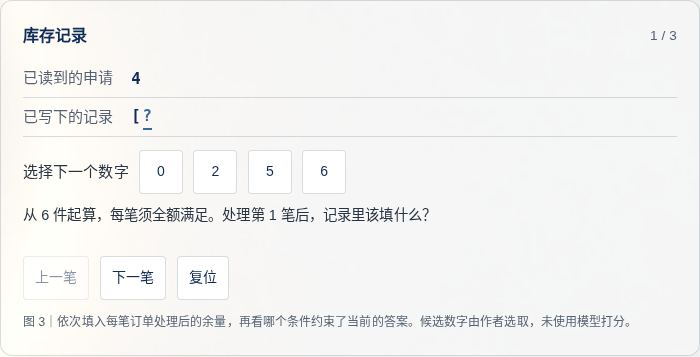 库存记录 1 / 3
已读到的申请 4
已写下的记录 [ ?
选择下一个数字 0 2 5 6
从 6 件起算，每笔须全额满足。处理第 1 笔后，记录里该填什么？
上一笔 下一笔 复位
图 3｜依次填入每笔订单处理后的余量，再看哪个条件约束了当前的答案。候选数字由作者选取，未使用模型打分。